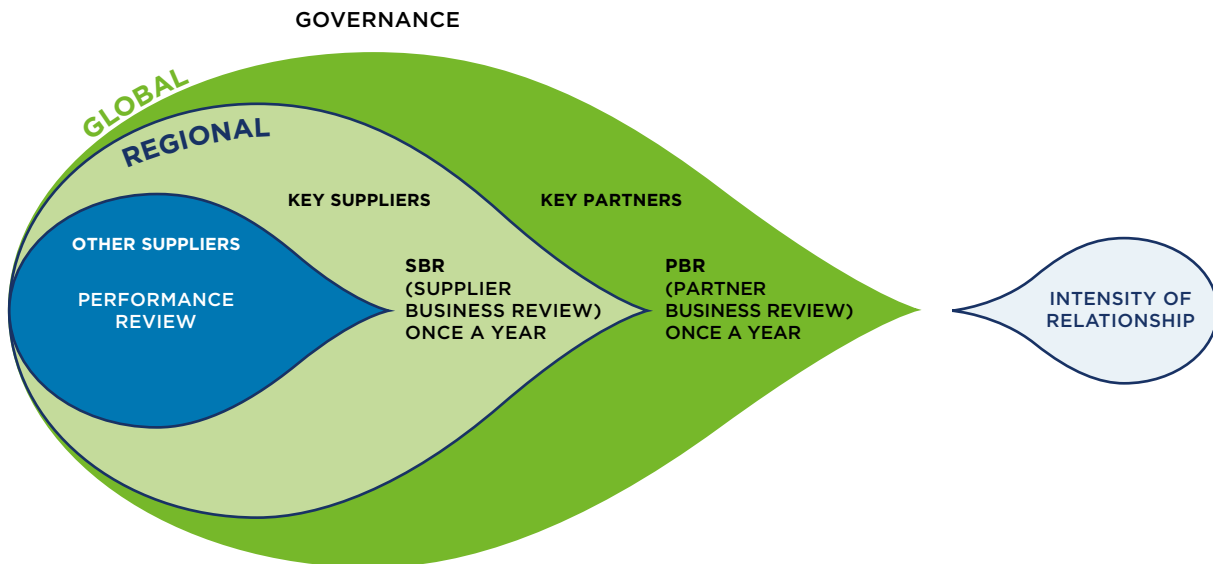 GOVERNANCE
GLOBAL
REGIONAL
KEY SUPPLIERS
KEY PARTNERS
OTHER SUPPLIERS
PERFORMANCE
REVIEW
SBR
(SUPPLIER
BUSINESS REVIEW)
ONCE A YEAR
PBR
(PARTNER
BUSINESS REVIEW)
ONCE A YEAR
INTENSITY OF
RELATIONSHIP